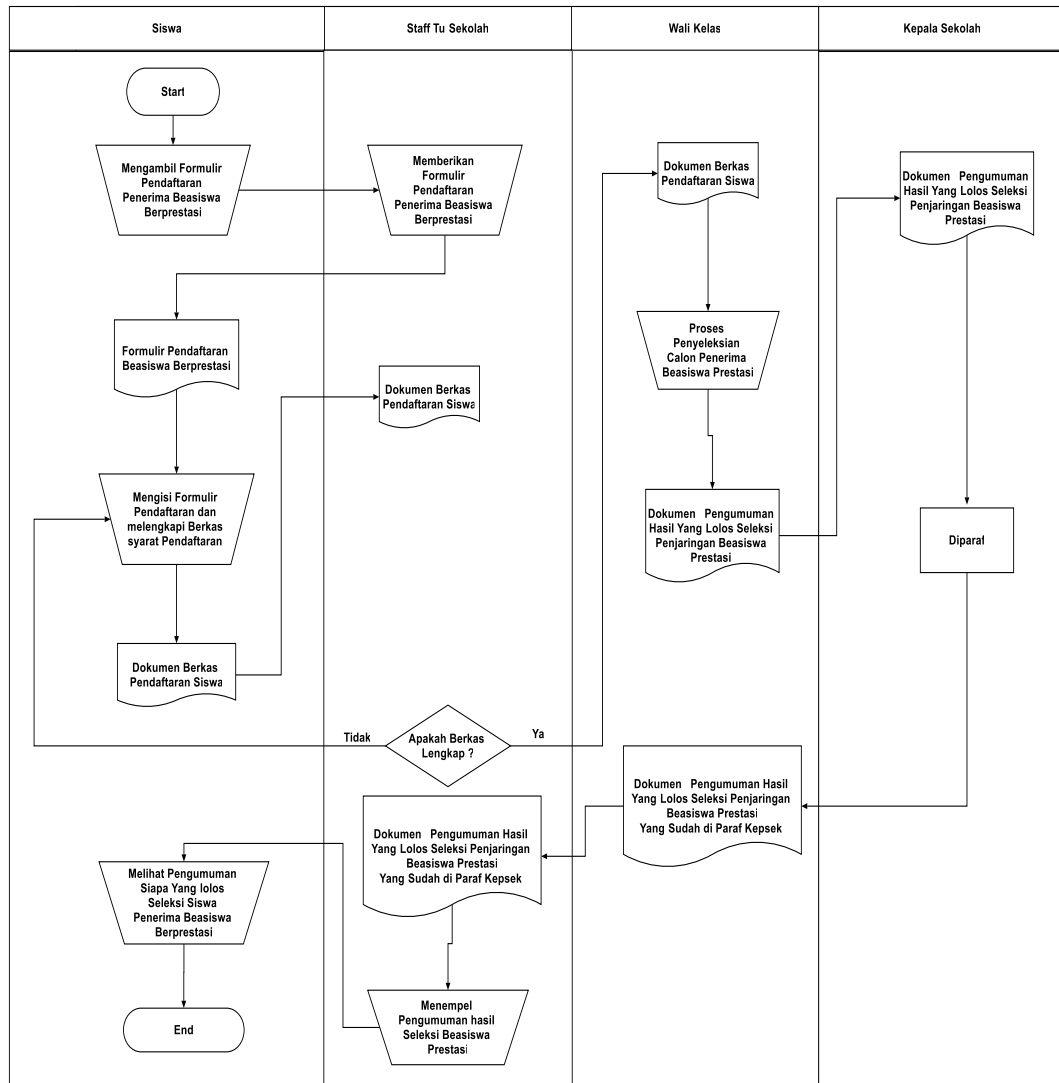 Siswa
Staff Tu Sekolah
Wali Kelas
Kepala Sekolah
Start
Mengambil Formulir
Pendaftaran
Penerima Beasiswa
Berprestasi
Memberikan
Formulir
Pendaftaran
Penerima Beasiswa
Berprestasi
Dokumen Berkas
Pendaftaran Siswa
Dokumen Pengumuman
Hasil Yang Lolos Seleksi
Penjaringan Beasiswa
Prestasi
Formulir Pendaftaran
Beasiswa Berprestasi
Proses
Penyeleksian
Calon Penerima
Beasiswa Prestasi
Dokumen Berkas
Pendaftaran Siswa
Mengisi Formulir
Pendaftaran dan
melengkapi Berkas
syarat Pendaftaran
Dokumen Pengumuman
Hasil Yang Lolos Seleksi
Penjaringan Beasiswa
Prestasi
Diparaf
Dokumen Berkas
Pendaftaran Siswa
Tidak
Apakah Berkas
Lengkap ?
Ya
Dokumen Pengumuman Hasil
Yang Lolos Seleksi Penjaringan
Beasiswa Prestasi
Yang Sudah di Paraf Kepsek
Dokumen Pengumuman Hasil
Yang Lolos Seleksi Penjaringan
Beasiswa Prestasi
Yang Sudah di Paraf Kepsek
Melihat Pengumuman
Siapa Yang lolos
Seleksi Siswa
Penerima Beasiswa
Berprestasi
Menempel
Pengumuman hasil
Seleksi Beasiswa
Prestasi
End